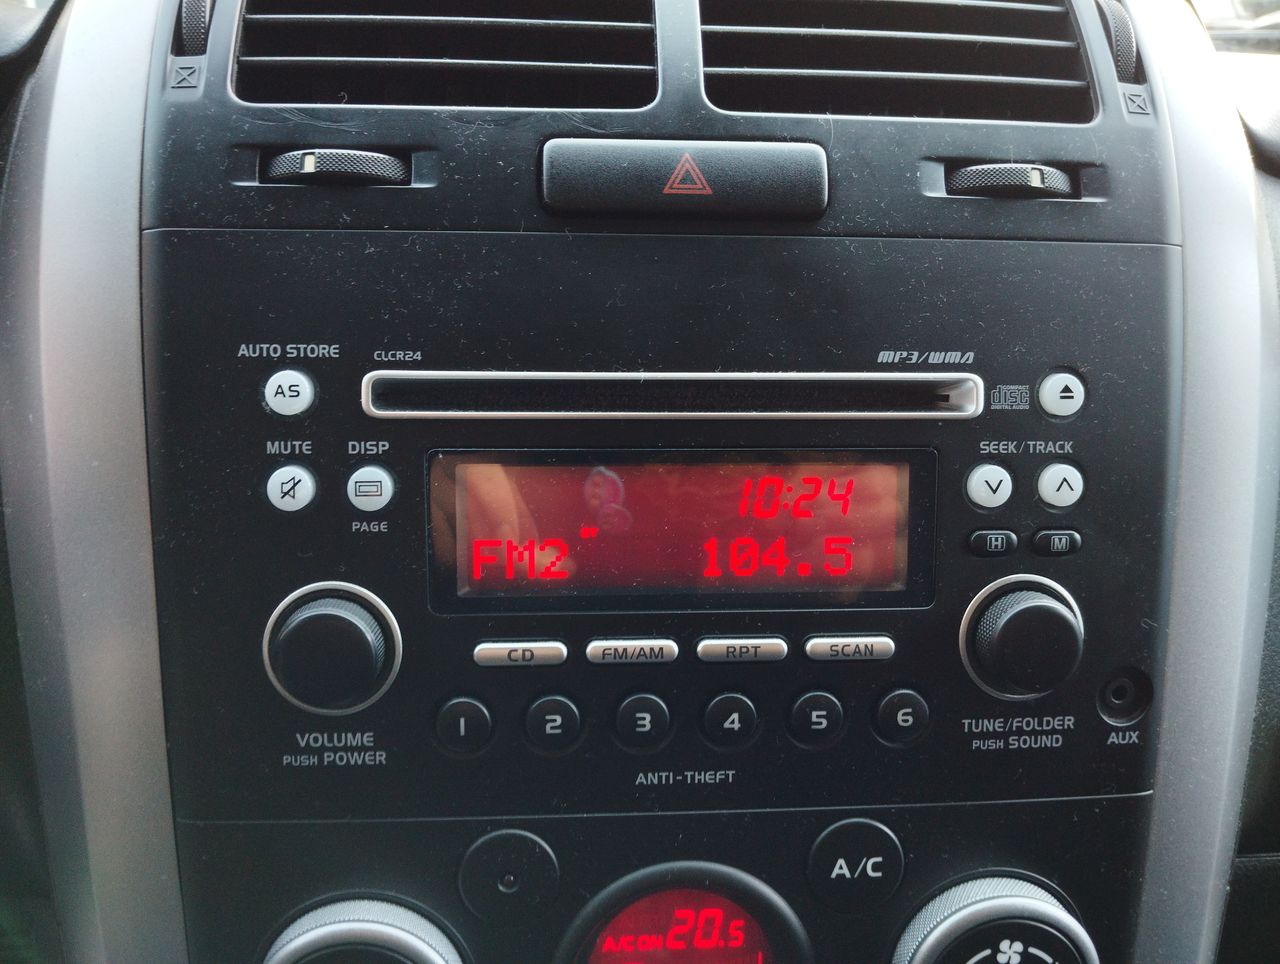 AUTO STORE
CLCR24
MP3/WMA
AS
COMPACT
disc
DIGITAL AUDIO
MUTE
DISP
SEEK/TRACK
PAGE
10:24
H
M
FM2
104.5
CD
FM/AM
RPT
SCAN
1
2
3
4
5
6
VOLUME
PUSH POWER
TUNE/FOLDER
PUSH SOUND
AUX
ANTI-THEFT
A/C
A/C ON 20.5